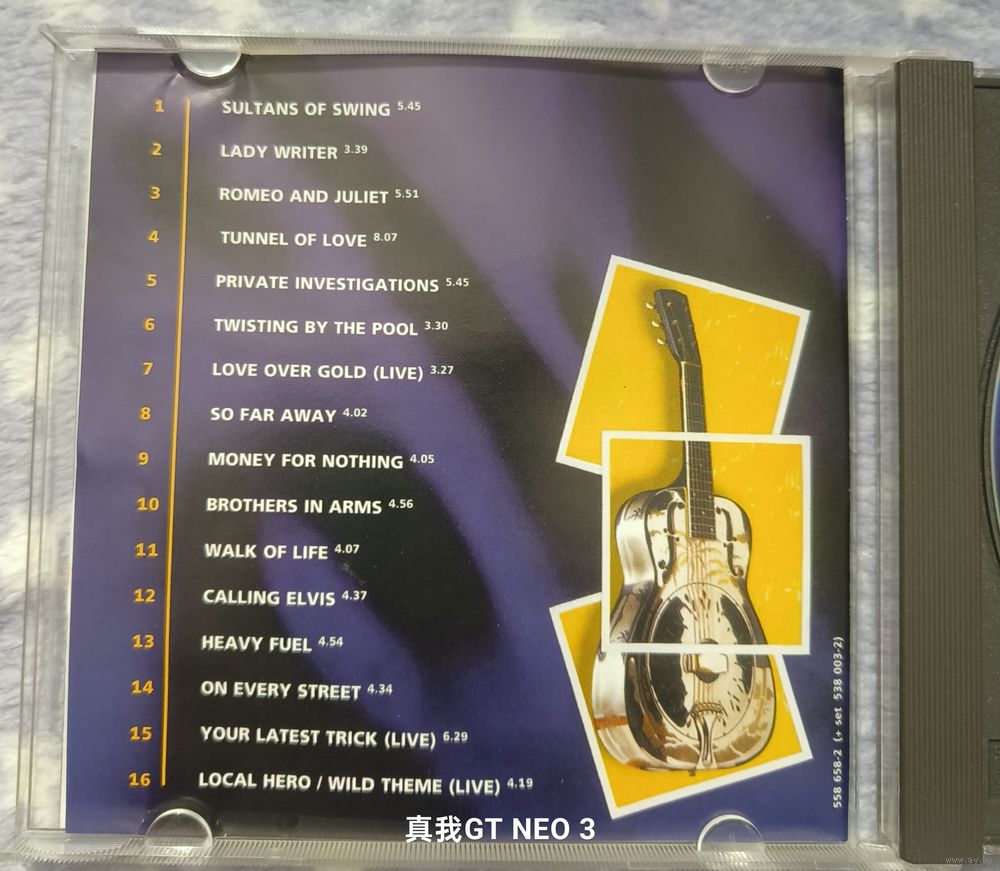 1 SULTANS OF SWING 5.45
2 LADY WRITER 3.39
3 ROMEO AND JULIET 5.51
4 TUNNEL OF LOVE 8.07
5 PRIVATE INVESTIGATIONS 5.45
6 TWISTING BY THE POOL 3.30
7 LOVE OVER GOLD (LIVE) 3.27
8 SO FAR AWAY 4.02
9 MONEY FOR NOTHING 4.05
10 BROTHERS IN ARMS 4.56
11 WALK OF LIFE 4.07
12 CALLING ELVIS 4.37
13 HEAVY FUEL 4.54
14 ON EVERY STREET 4.34
15 YOUR LATEST TRICK (LIVE) 6.29
16 LOCAL HERO / WILD THEME (LIVE) 4.19
558 658-2 (+ set 538 003-2)
真我GT NEO 3
www.ay.by